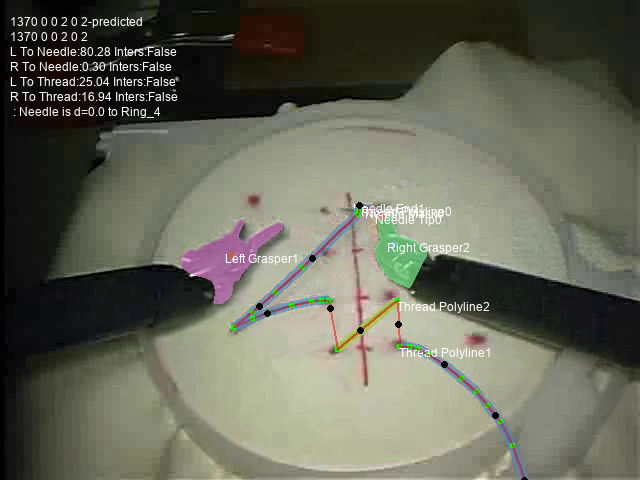 1370 0 0 2 0 2-predicted
1370 0 0 2 0 2
L To Needle:80.28 Inters:False
R To Needle:0.30 Inters:False
L To Thread:25.04 Inters:False
R To Thread:16.94 Inters:False
: Needle is d=0.0 to Ring_4
Needle End1
Needle Tip0
Right Grasper2
Left Grasper1
Thread Polyline2
Thread Polyline1